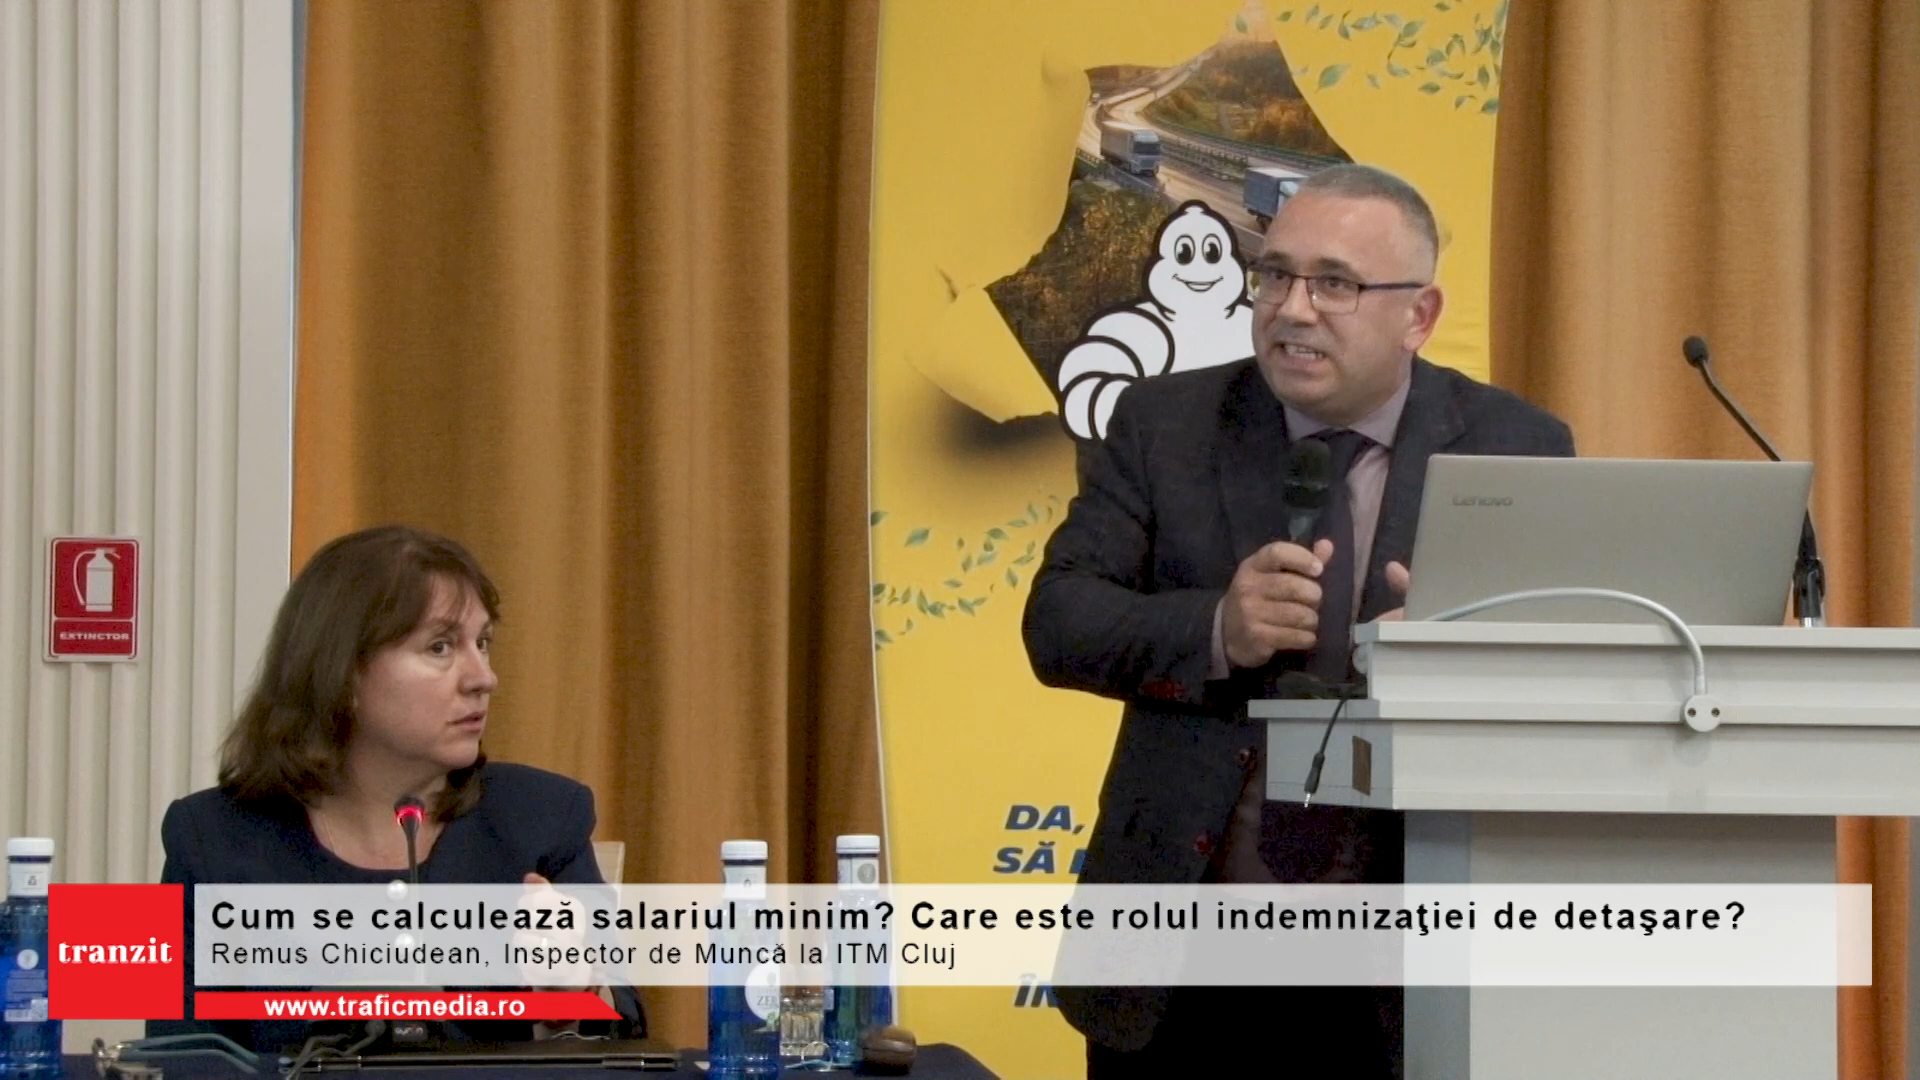 Lenovo
EXTINCTOR
DA,
SĂ
Cum se calculează salariul minim? Care este rolul indemnizaţiei de detaşare?
Remus Chiciudean, Inspector de Muncă la ITM Cluj
tranzit
www.traficmedia.ro